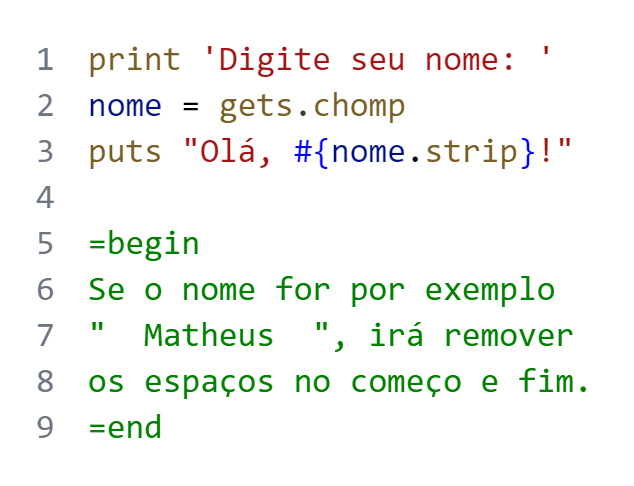 1 print 'Digite seu nome: '
2 nome = gets.chomp
3 puts "Olá, #{nome.strip}!"
4
5 =begin
6 Se o nome for por exemplo
7 "  Matheus  ", irá remover
8 os espaços no começo e fim.
9 =end